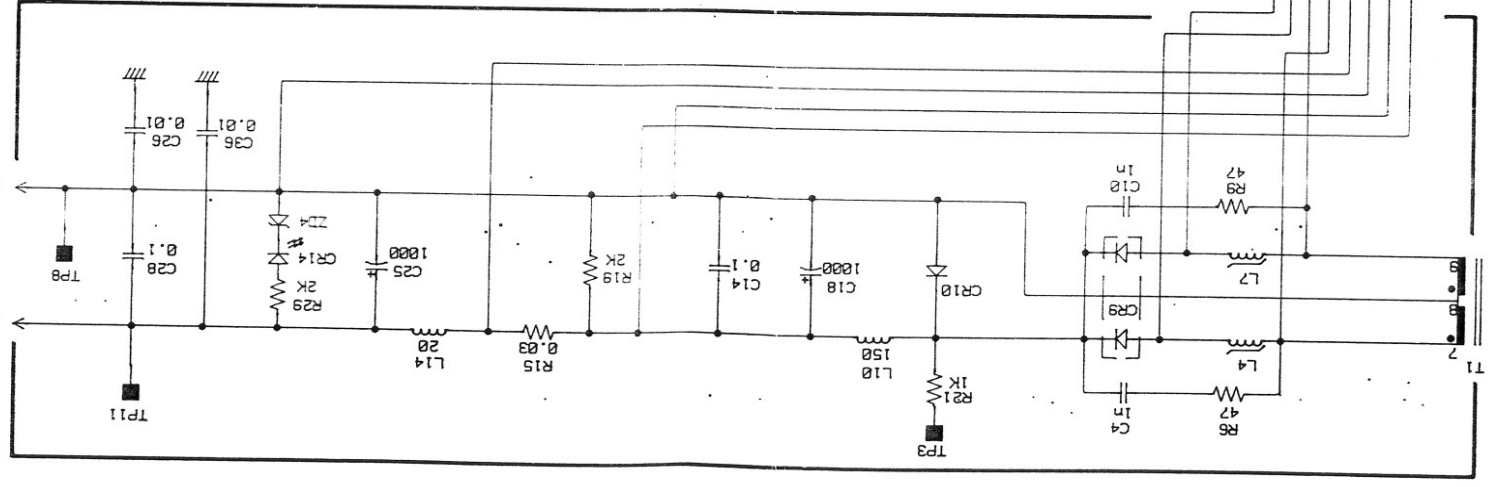 TP3
R6
47
C4
1n
TP11
R21
1K
T1
7
L4
L10
150
R15
0.03
L14
20
8
CR9
CR10
C18
1000
C14
0.1
R19
2K
C25
1000
R29
2K
CR14
ZD4
C28
0.1
TP8
9
L7
R9
47
C10
1n
C36
0.01
C26
0.01